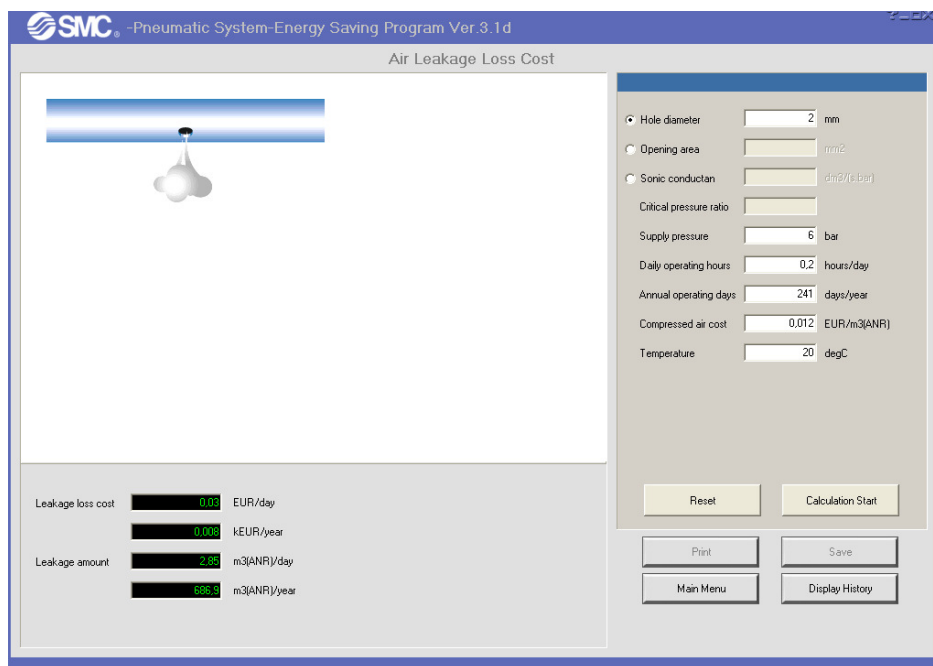 SMC® -Pneumatic System-Energy Saving Program Ver.3.1d
Air Leakage Loss Cost
Hole diameter 2 mm
Opening area mm2
Sonic conductan dm3/(s.bar)
Critical pressure ratio
Supply pressure 6 bar
Daily operating hours 0,2 hours/day
Annual operating days 241 days/year
Compressed air cost 0,012 EUR/m3(ANR)
Temperature 20 degC
Reset Calculation Start
Print Save
Main Menu Display History
Leakage loss cost 0,03 EUR/day
0,008 kEUR/year
Leakage amount 2,85 m3(ANR)/day
686,9 m3(ANR)/year